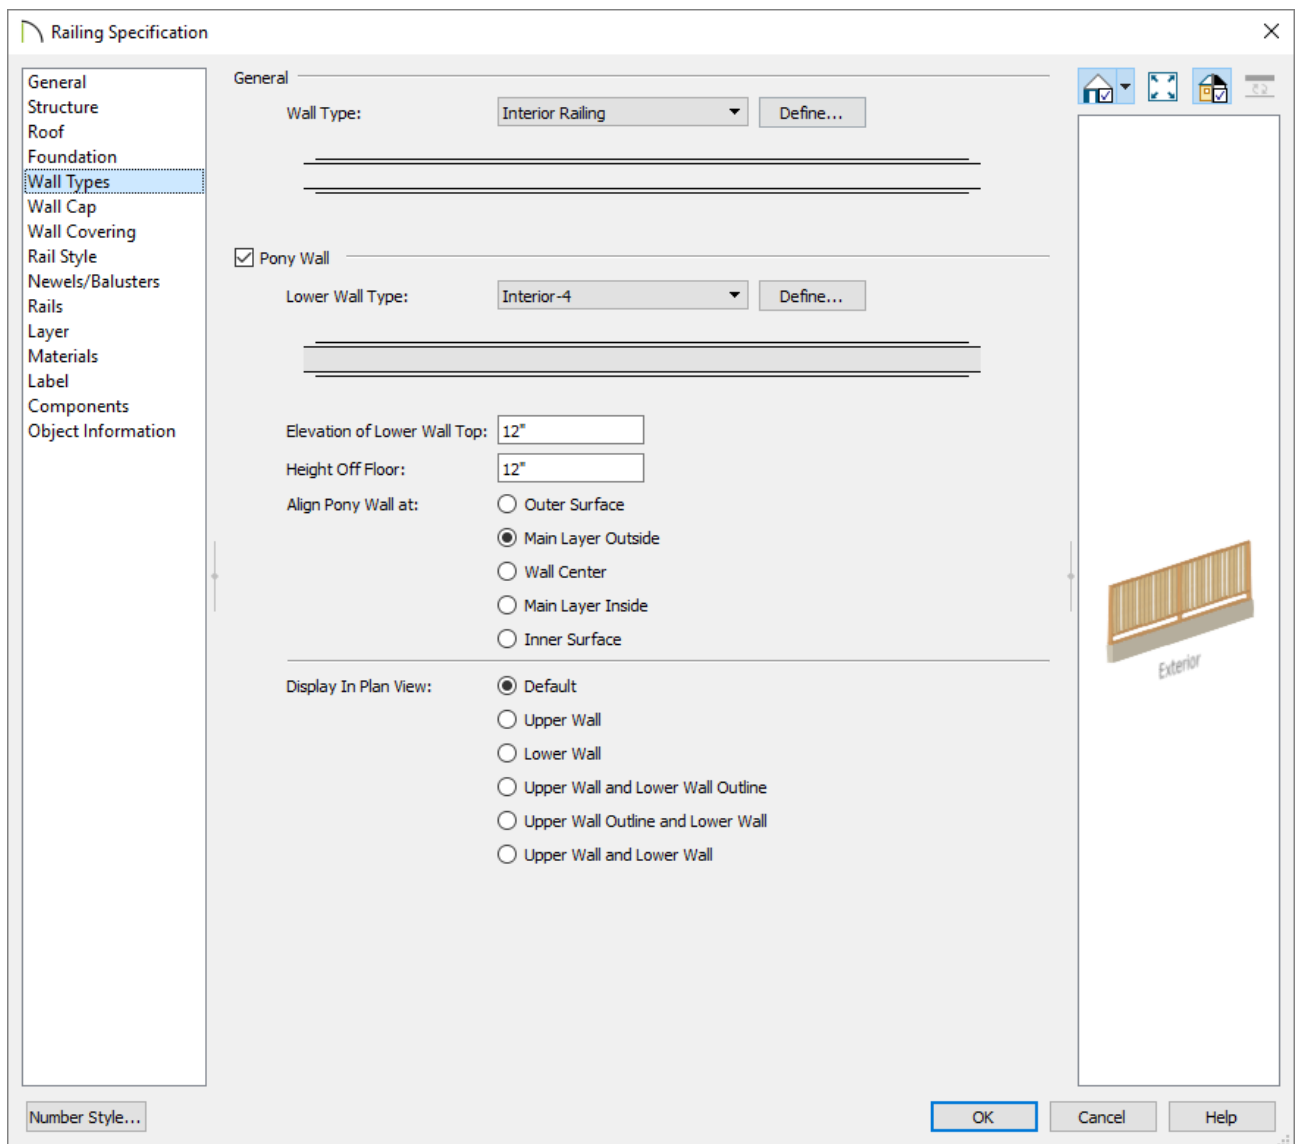 Railing Specification
General
Structure
Roof
Foundation
Wall Types
Wall Cap
Wall Covering
Rail Style
Newels/Balusters
Rails
Layer
Materials
Label
Components
Object Information
General
Wall Type: Interior Railing Define...
Pony Wall
Lower Wall Type: Interior-4 Define...
Elevation of Lower Wall Top: 12"
Height Off Floor: 12"
Align Pony Wall at: Outer Surface
Main Layer Outside
Wall Center
Main Layer Inside
Inner Surface
Display In Plan View: Default
Upper Wall
Lower Wall
Upper Wall and Lower Wall Outline
Upper Wall Outline and Lower Wall
Upper Wall and Lower Wall
Exterior
Number Style... OK Cancel Help